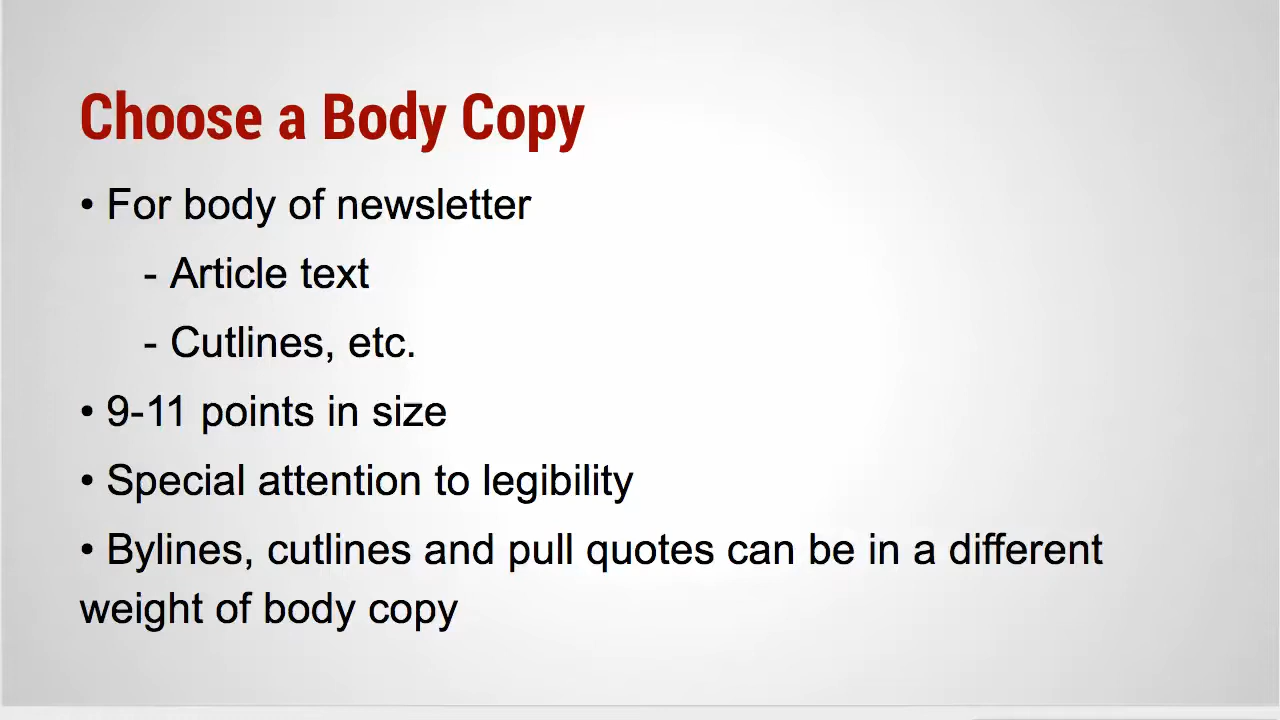 Choose a Body Copy
• For body of newsletter
- Article text
- Cutlines, etc.
• 9-11 points in size
• Special attention to legibility
• Bylines, cutlines and pull quotes can be in a different
weight of body copy